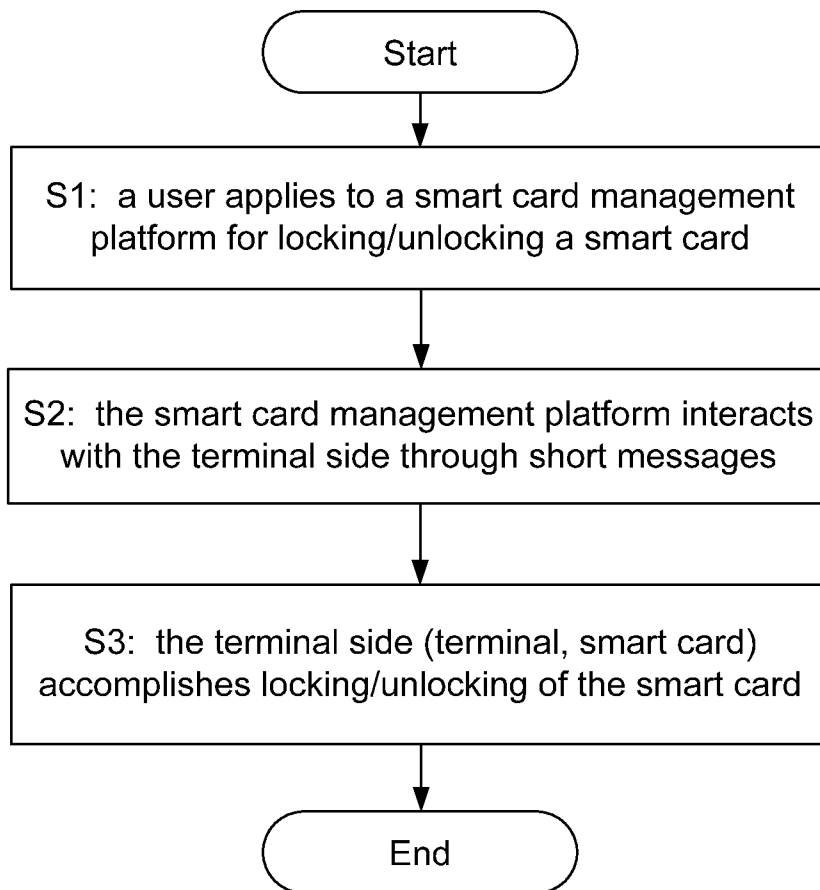 Start
S1:  a user applies to a smart card management
platform for locking/unlocking a smart card
S2:  the smart card management platform interacts
with the terminal side through short messages
S3:  the terminal side (terminal, smart card)
accomplishes locking/unlocking of the smart card
End